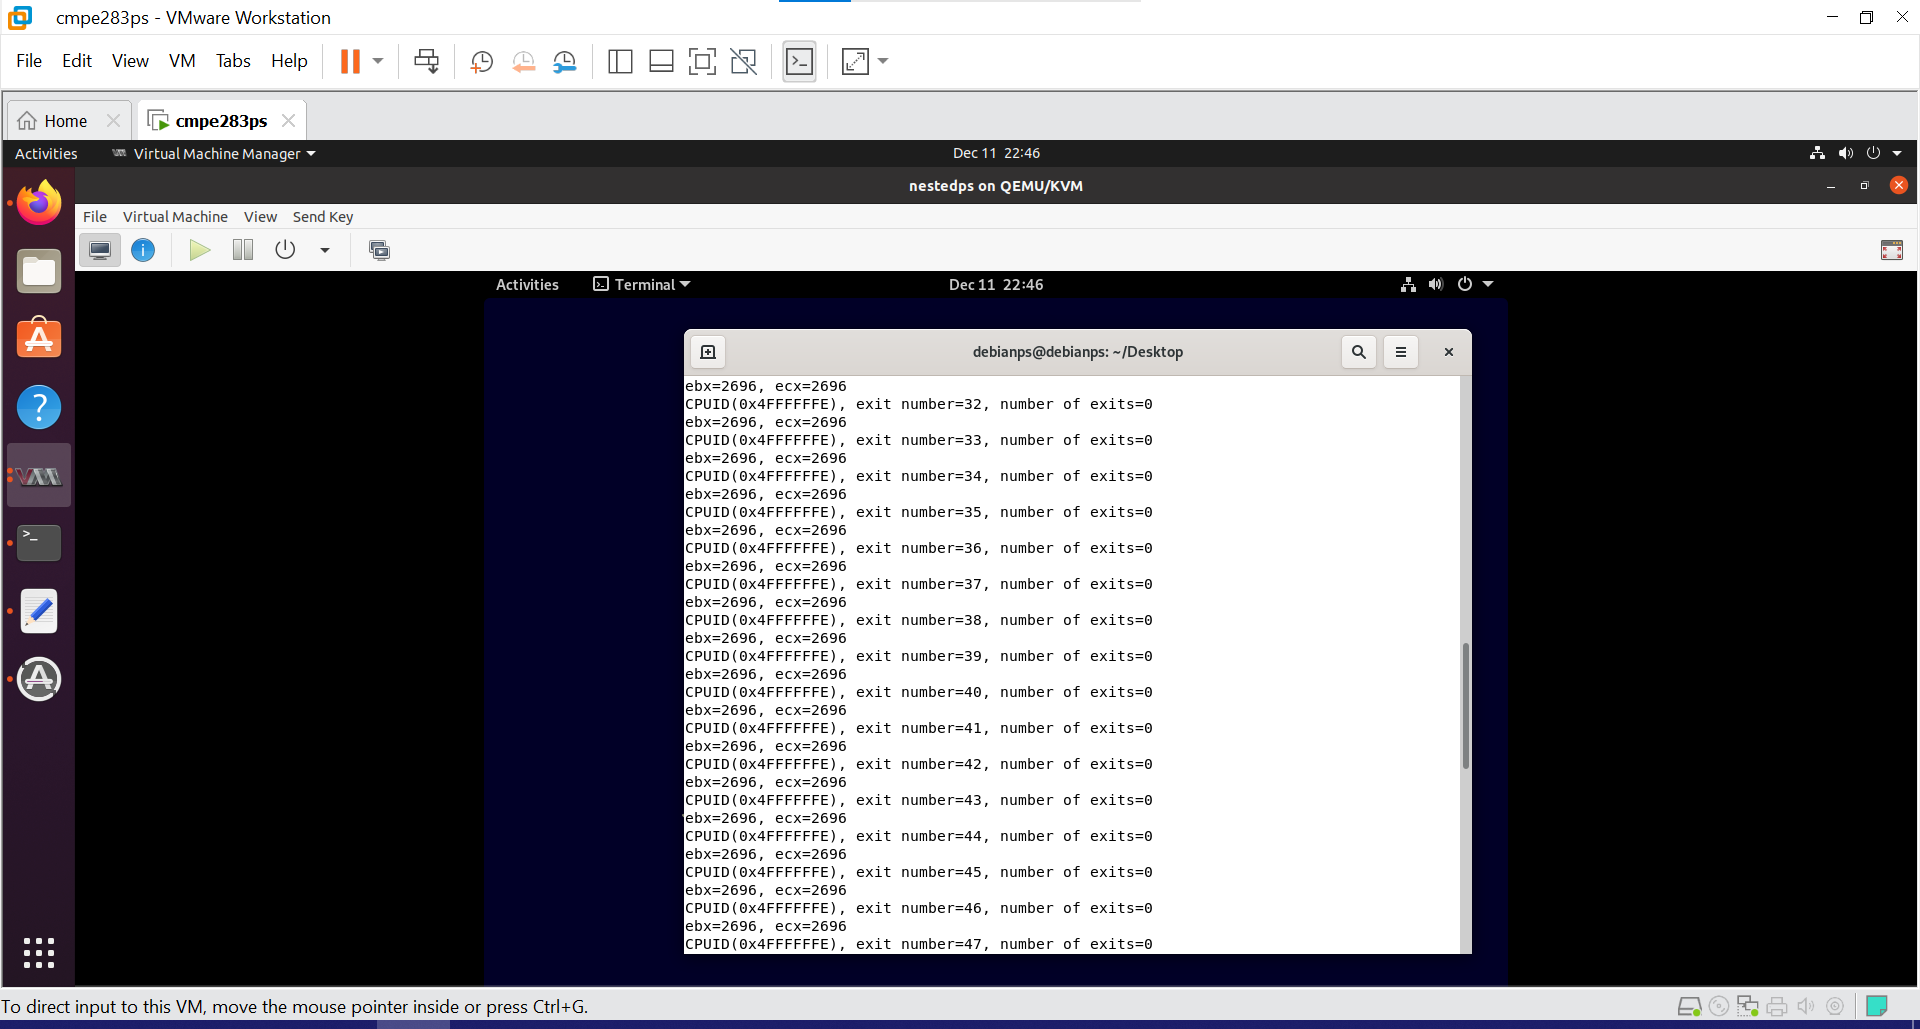 cmpe283ps - VMware Workstation
File Edit View VM Tabs Help
Home cmpe283ps
Activities Virtual Machine Manager Dec 11 22:46
nestedps on QEMU/KVM
File Virtual Machine View Send Key
Activities Terminal Dec 11 22:46
debianps@debianps: ~/Desktop
ebx=2696, ecx=2696
CPUID(0x4FFFFFFE), exit number=32, number of exits=0
ebx=2696, ecx=2696
CPUID(0x4FFFFFFE), exit number=33, number of exits=0
ebx=2696, ecx=2696
CPUID(0x4FFFFFFE), exit number=34, number of exits=0
ebx=2696, ecx=2696
CPUID(0x4FFFFFFE), exit number=35, number of exits=0
ebx=2696, ecx=2696
CPUID(0x4FFFFFFE), exit number=36, number of exits=0
ebx=2696, ecx=2696
CPUID(0x4FFFFFFE), exit number=37, number of exits=0
ebx=2696, ecx=2696
CPUID(0x4FFFFFFE), exit number=38, number of exits=0
ebx=2696, ecx=2696
CPUID(0x4FFFFFFE), exit number=39, number of exits=0
ebx=2696, ecx=2696
CPUID(0x4FFFFFFE), exit number=40, number of exits=0
ebx=2696, ecx=2696
CPUID(0x4FFFFFFE), exit number=41, number of exits=0
ebx=2696, ecx=2696
CPUID(0x4FFFFFFE), exit number=42, number of exits=0
ebx=2696, ecx=2696
CPUID(0x4FFFFFFE), exit number=43, number of exits=0
ebx=2696, ecx=2696
CPUID(0x4FFFFFFE), exit number=44, number of exits=0
ebx=2696, ecx=2696
CPUID(0x4FFFFFFE), exit number=45, number of exits=0
ebx=2696, ecx=2696
CPUID(0x4FFFFFFE), exit number=46, number of exits=0
ebx=2696, ecx=2696
CPUID(0x4FFFFFFE), exit number=47, number of exits=0
To direct input to this VM, move the mouse pointer inside or press Ctrl+G.